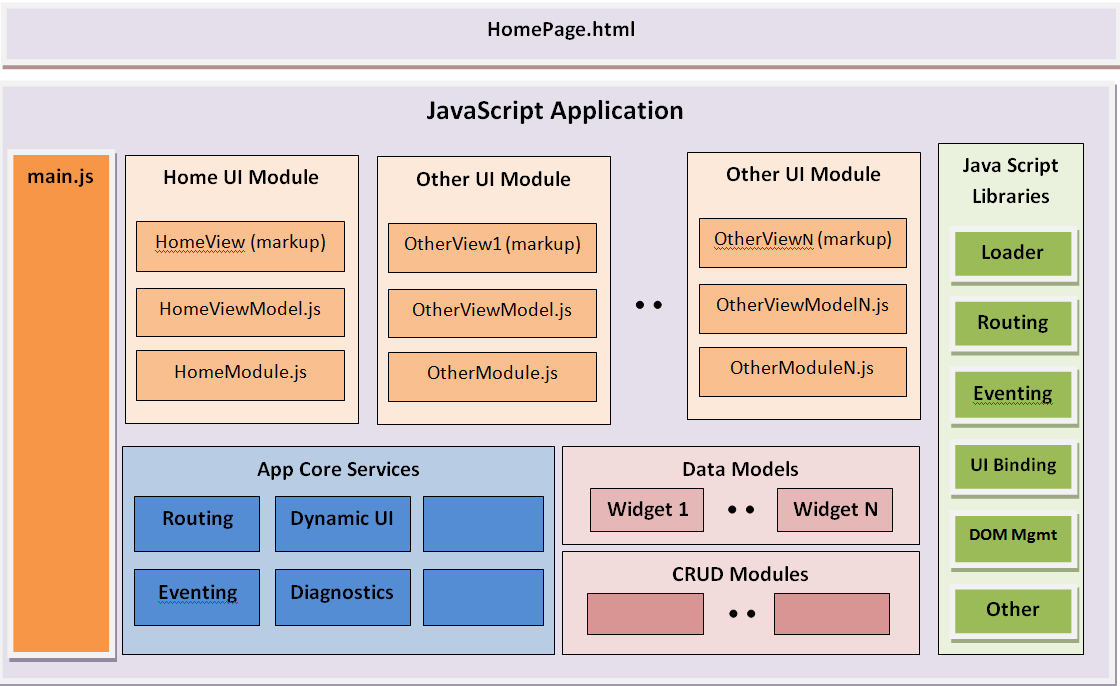 HomePage.html
JavaScript Application
main.js
Home UI Module
HomeView (markup)
HomeViewModel.js
HomeModule.js
Other UI Module
OtherView1 (markup)
OtherViewModel.js
OtherModule.js
Other UI Module
OtherViewN (markup)
OtherViewModelN.js
OtherModuleN.js
Java Script
Libraries
Loader
Routing
Eventing
UI Binding
DOM Mgmt
Other
App Core Services
Routing
Dynamic UI
Eventing
Diagnostics
Data Models
Widget 1
Widget N
CRUD Modules